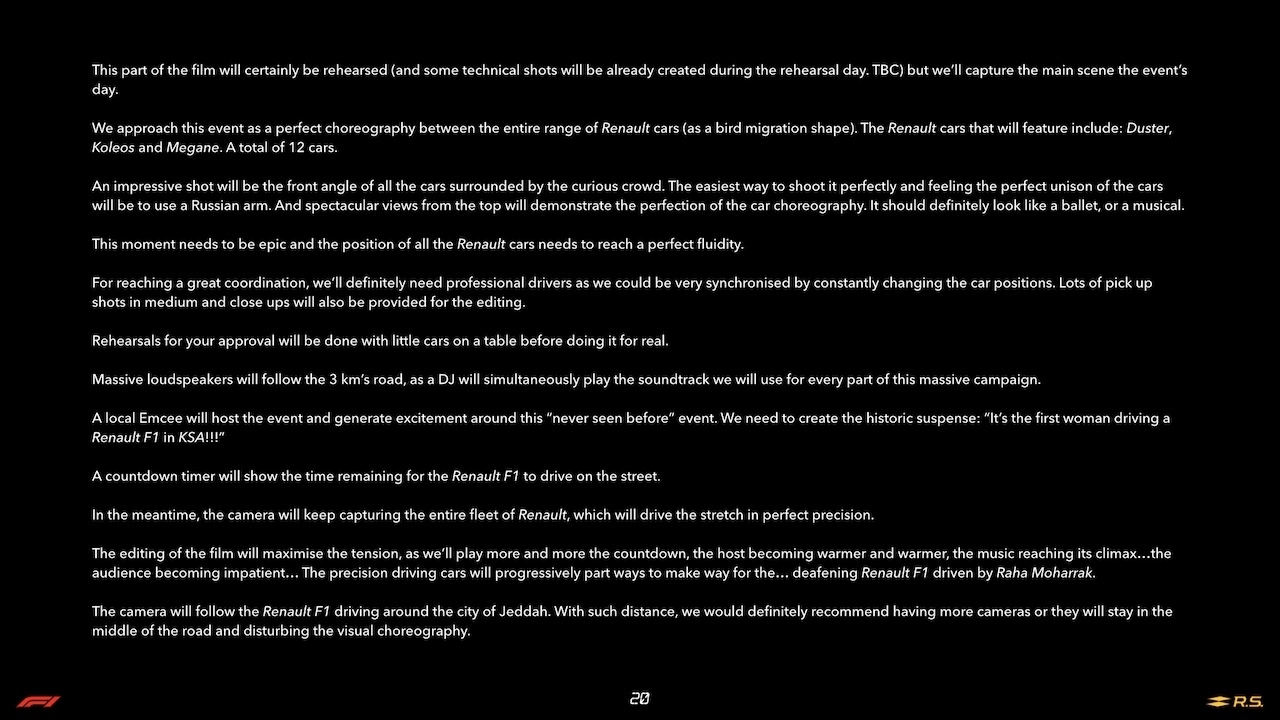 This part of the film will certainly be rehearsed (and some technical shots will be already created during the rehearsal day. TBC) but we'll capture the main scene the event's
day.
We approach this event as a perfect choreography between the entire range of Renault cars (as a bird migration shape). The Renault cars that will feature include: Duster,
Koleos and Megane. A total of 12 cars.
An impressive shot will be the front angle of all the cars surrounded by the curious crowd. The easiest way to shoot it perfectly and feeling the perfect unison of the cars
will be to use a Russian arm. And spectacular views from the top will demonstrate the perfection of the car choreography. It should definitely look like a ballet, or a musical.
This moment needs to be epic and the position of all the Renault cars needs to reach a perfect fluidity.
For reaching a great coordination, we'll definitely need professional drivers as we could be very synchronised by constantly changing the car positions. Lots of pick up
shots in medium and close ups will also be provided for the editing.
Rehearsals for your approval will be done with little cars on a table before doing it for real.
Massive loudspeakers will follow the 3 km's road, as a DJ will simultaneously play the soundtrack we will use for every part of this massive campaign.
A local Emcee will host the event and generate excitement around this “never seen before” event. We need to create the historic suspense: “It's the first woman driving a
Renault F1 in KSA!!!”
A countdown timer will show the time remaining for the Renault F1 to drive on the street.
In the meantime, the camera will keep capturing the entire fleet of Renault, which will drive the stretch in perfect precision.
The editing of the film will maximise the tension, as we'll play more and more the countdown, the host becoming warmer and warmer, the music reaching its climax…the
audience becoming impatient… The precision driving cars will progressively part ways to make way for the… deafening Renault F1 driven by Raha Moharrak.
The camera will follow the Renault F1 driving around the city of Jeddah. With such distance, we would definitely recommend having more cameras or they will stay in the
middle of the road and disturbing the visual choreography.
F1
20
R.S.